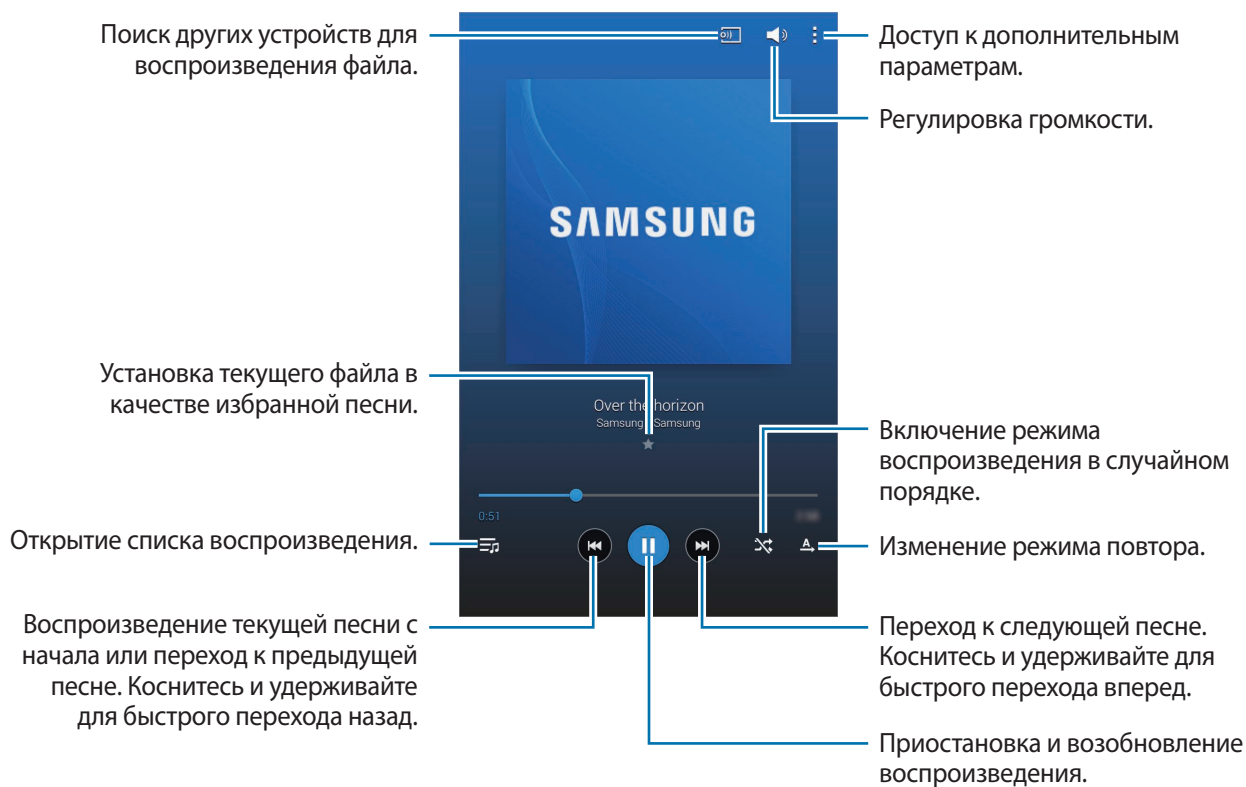 Поиск других устройств для
воспроизведения файла.
Доступ к дополнительным
параметрам.
Регулировка громкости.
SAMSUNG
Установка текущего файла в
качестве избранной песни.
Over the horizon
Samsung Samsung
Включение режима
воспроизведения в случайном
порядке.
0:51
Открытие списка воспроизведения.
A
Изменение режима повтора.
Воспроизведение текущей песни с
начала или переход к предыдущей
песне. Коснитесь и удерживайте
для быстрого перехода назад.
Переход к следующей песне.
Коснитесь и удерживайте для
быстрого перехода вперед.
Приостановка и возобновление
воспроизведения.